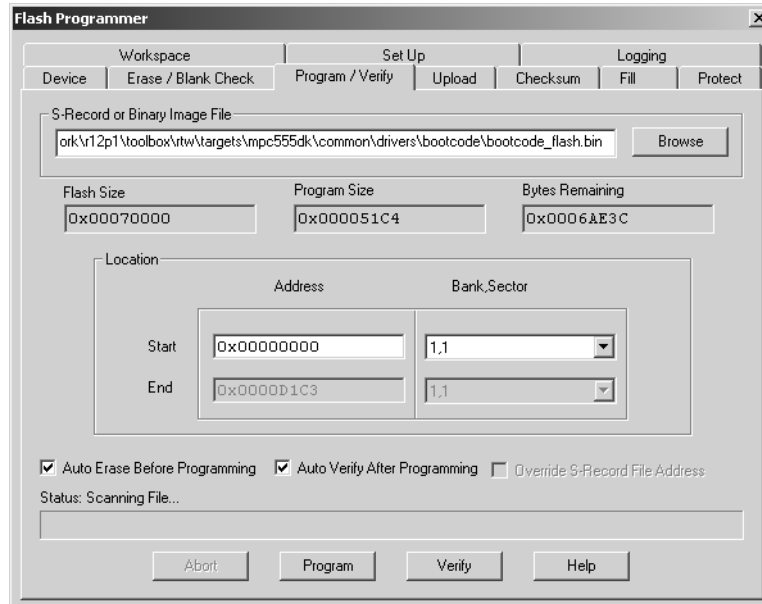 Flash Programmer
Workspace Set Up Logging
Device Erase / Blank Check Program / Verify Upload Checksum Fill Protect
S-Record or Binary Image File
ork\r12p1\toolbox\rtw\targets\mpc555dk\common\drivers\bootcode\bootcode_flash.bin Browse
Flash Size Program Size Bytes Remaining
0x00070000 0x000051C4 0x0006AE3C
Location
Address Bank,Sector
Start 0x00000000 1,1
End 0x0000D1C3 1,1
Auto Erase Before Programming Auto Verify After Programming Override S-Record File Address
Status: Scanning File...
Abort Program Verify Help